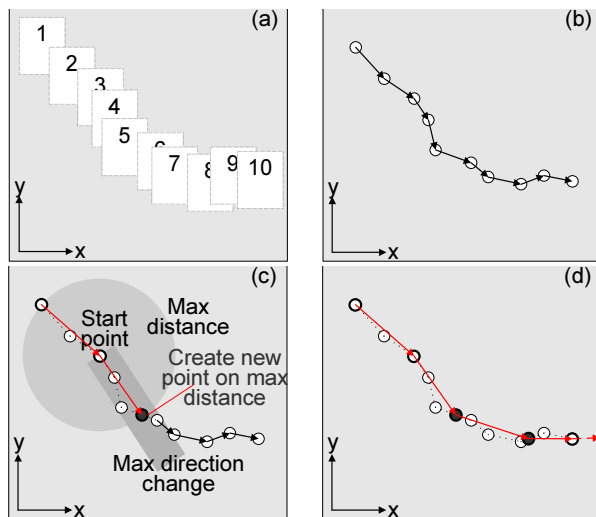 (a)
1
2
3
4
5
6
7
8
9
10
y
x
(b)
y
x
(c)
Max
distance
Start
point
Create new
point on max
distance
Max direction
change
y
x
(d)
y
x